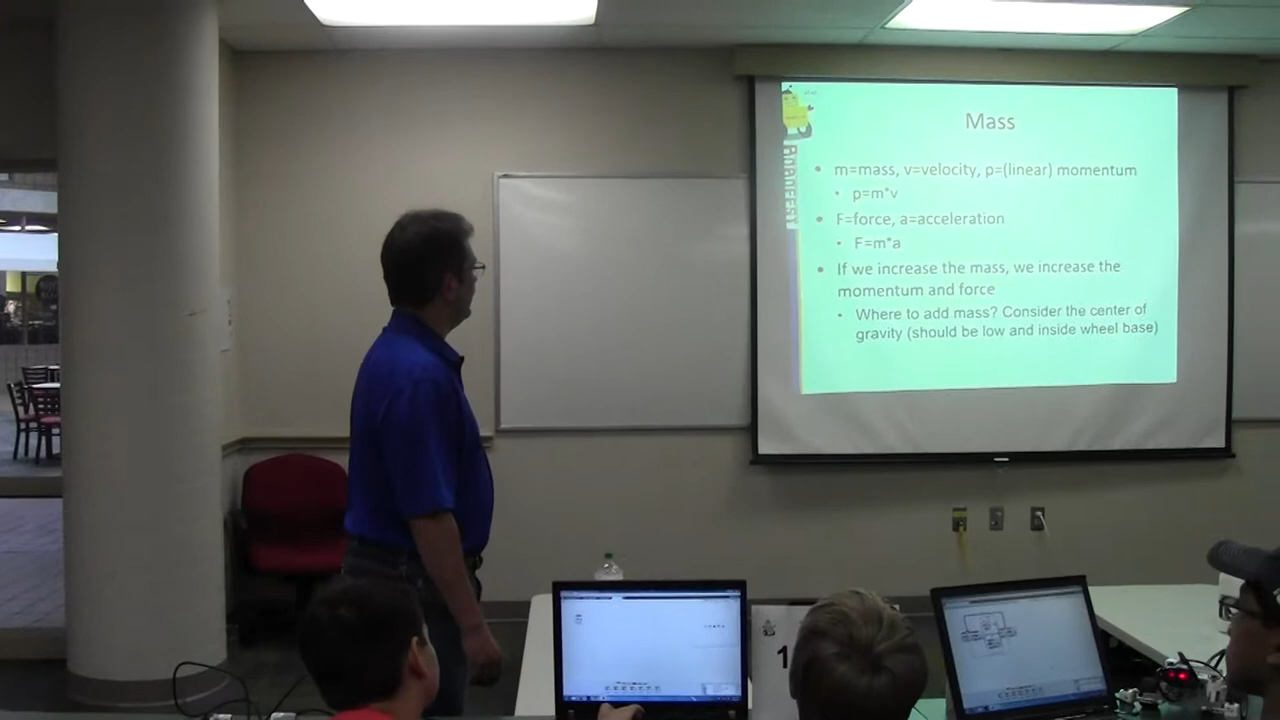 Mass
• m=mass, v=velocity, p=(linear) momentum
• p=m*v
• F=force, a=acceleration
• F=m*a
• If we increase the mass, we increase the
momentum and force
• Where to add mass? Consider the center of
gravity (should be low and inside wheel base)
1